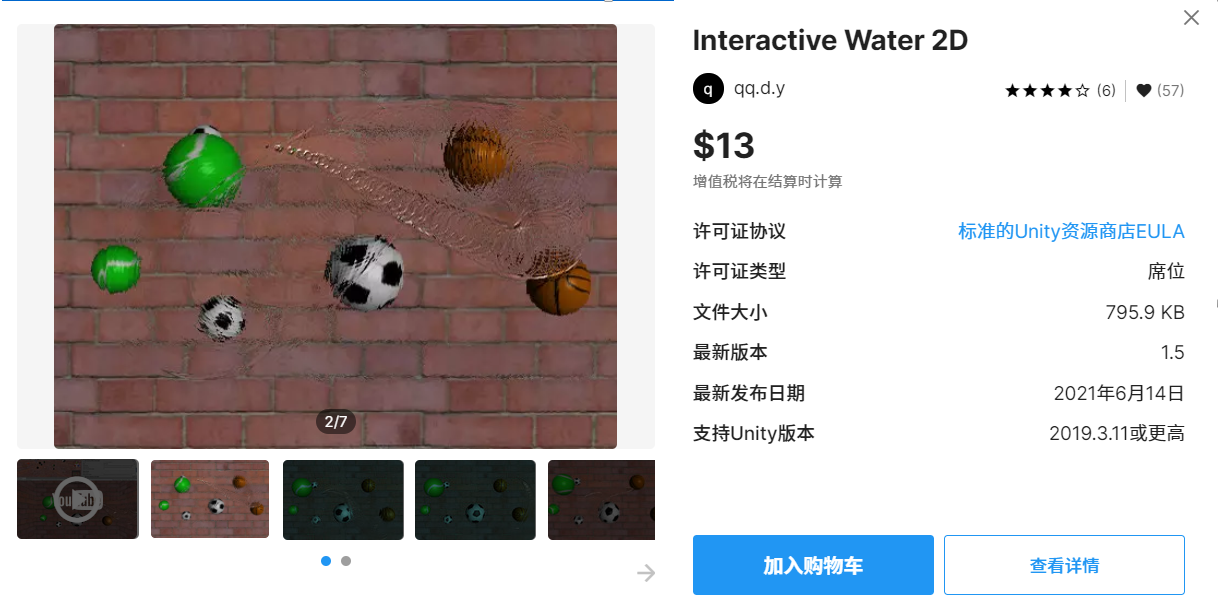 Interactive Water 2D
q
qq.d.y
(6)
(57)
$13
增值税将在结算时计算
许可证协议 标准的Unity资源商店EULA
许可证类型 席位
文件大小 795.9 KB
最新版本 1.5
最新发布日期 2021年6月14日
支持Unity版本 2019.3.11或更高
2/7
YouTube
加入购物车
查看详情